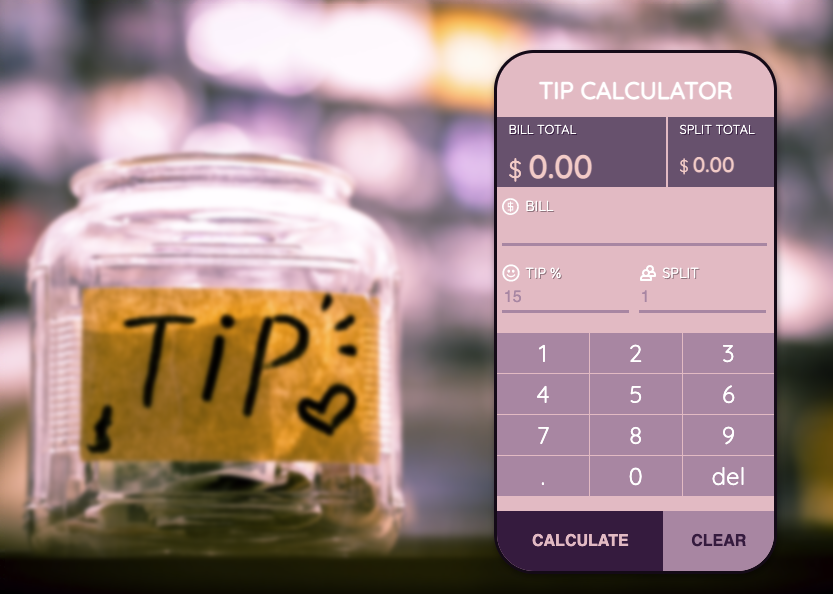 TiP
TIP CALCULATOR
BILL TOTAL
$ 0.00
SPLIT TOTAL
$ 0.00
BILL
TIP %
15
SPLIT
1
1 2 3
4 5 6
7 8 9
. 0 del
CALCULATE CLEAR